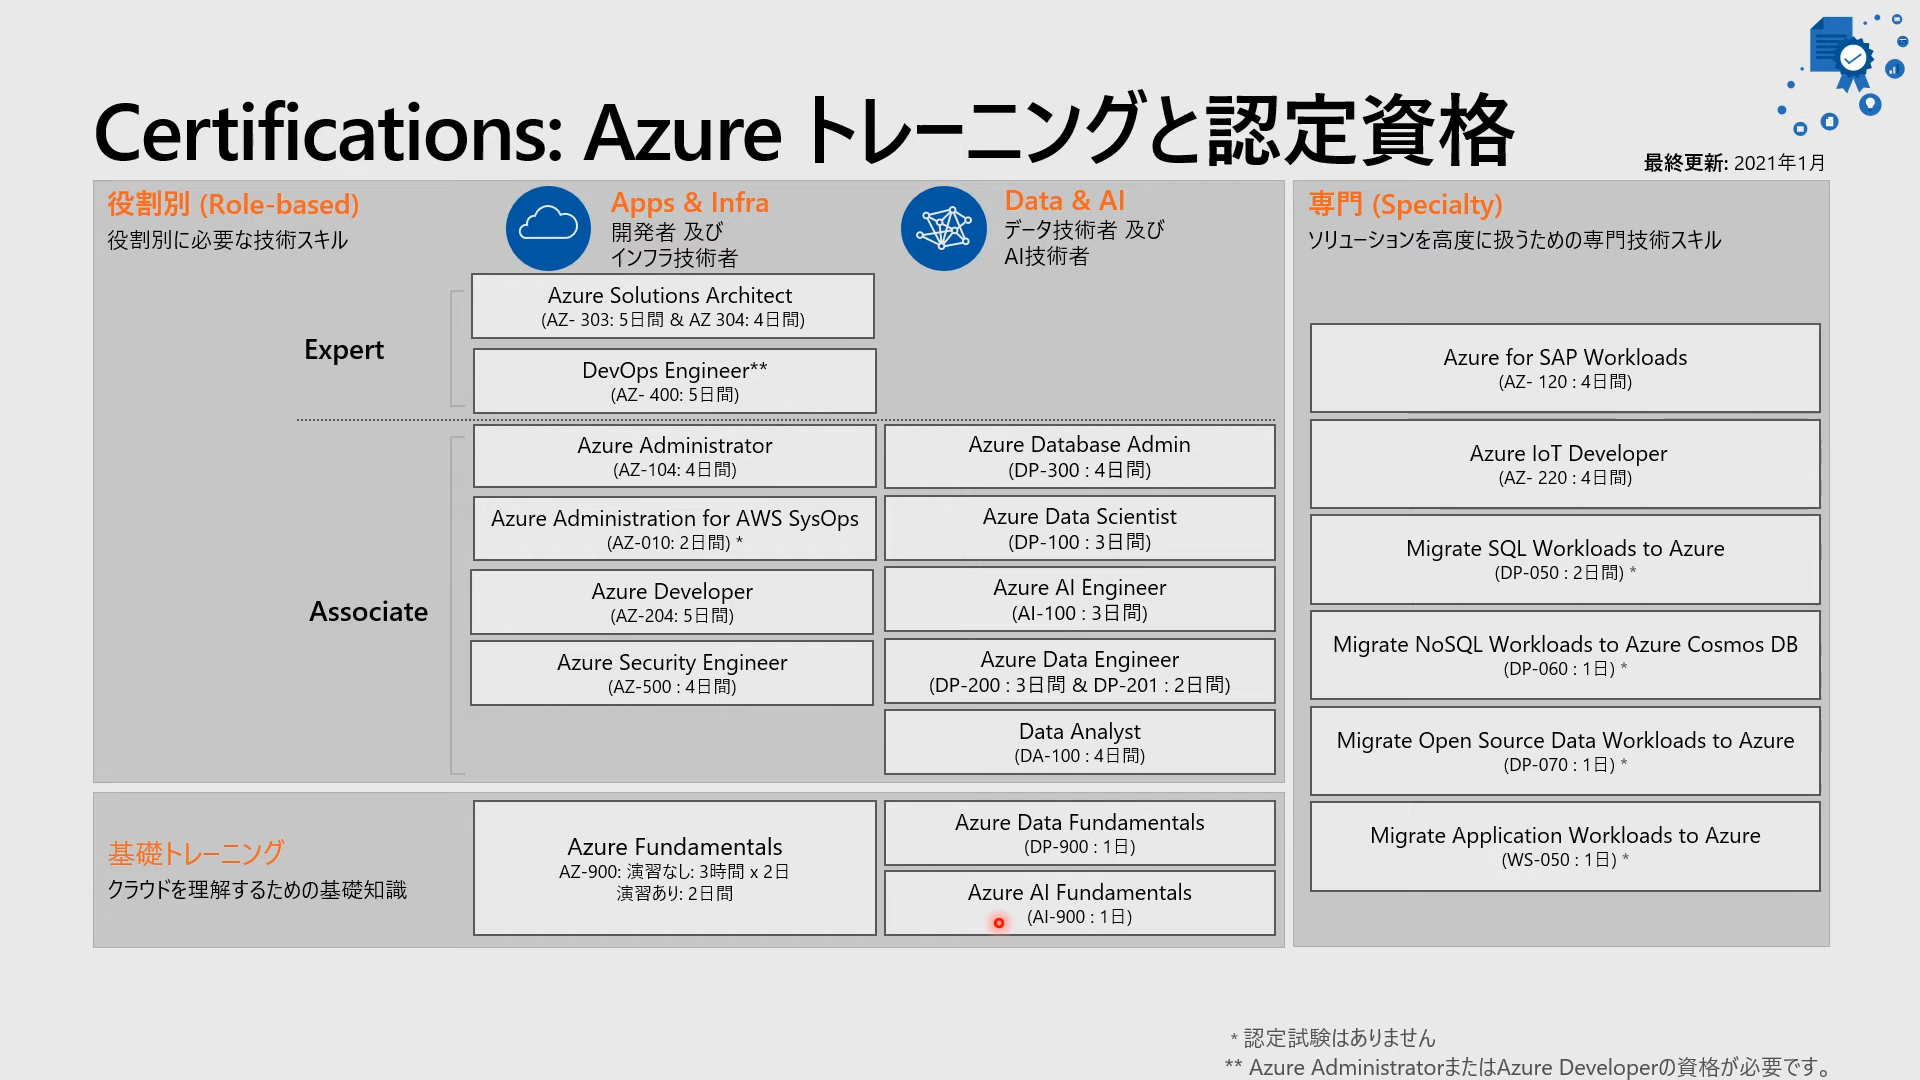 Certifications: Azure トレーニングと認定資格
最終更新: 2021年1月
役割別 (Role-based)
役割別に必要な技術スキル
Apps & Infra
開発者 及び
インフラ技術者
Data & AI
データ技術者 及び
AI技術者
Expert
Azure Solutions Architect
(AZ- 303: 5日間 & AZ 304: 4日間)
DevOps Engineer**
(AZ- 400: 5日間)
Associate
Azure Administrator
(AZ-104: 4日間)
Azure Administration for AWS SysOps
(AZ-010: 2日間) *
Azure Developer
(AZ-204: 5日間)
Azure Security Engineer
(AZ-500 : 4日間)
Azure Database Admin
(DP-300 : 4日間)
Azure Data Scientist
(DP-100 : 3日間)
Azure AI Engineer
(AI-100 : 3日間)
Azure Data Engineer
(DP-200 : 3日間 & DP-201 : 2日間)
Data Analyst
(DA-100 : 4日間)
基礎トレーニング
クラウドを理解するための基礎知識
Azure Fundamentals
AZ-900: 演習なし: 3時間 x 2日
演習あり: 2日間
Azure Data Fundamentals
(DP-900 : 1日)
Azure AI Fundamentals
(AI-900 : 1日)
専門 (Specialty)
ソリューションを高度に扱うための専門技術スキル
Azure for SAP Workloads
(AZ- 120 : 4日間)
Azure IoT Developer
(AZ- 220 : 4日間)
Migrate SQL Workloads to Azure
(DP-050 : 2日間) *
Migrate NoSQL Workloads to Azure Cosmos DB
(DP-060 : 1日) *
Migrate Open Source Data Workloads to Azure
(DP-070 : 1日) *
Migrate Application Workloads to Azure
(WS-050 : 1日) *
* 認定試験はありません
** Azure AdministratorまたはAzure Developerの資格が必要です。